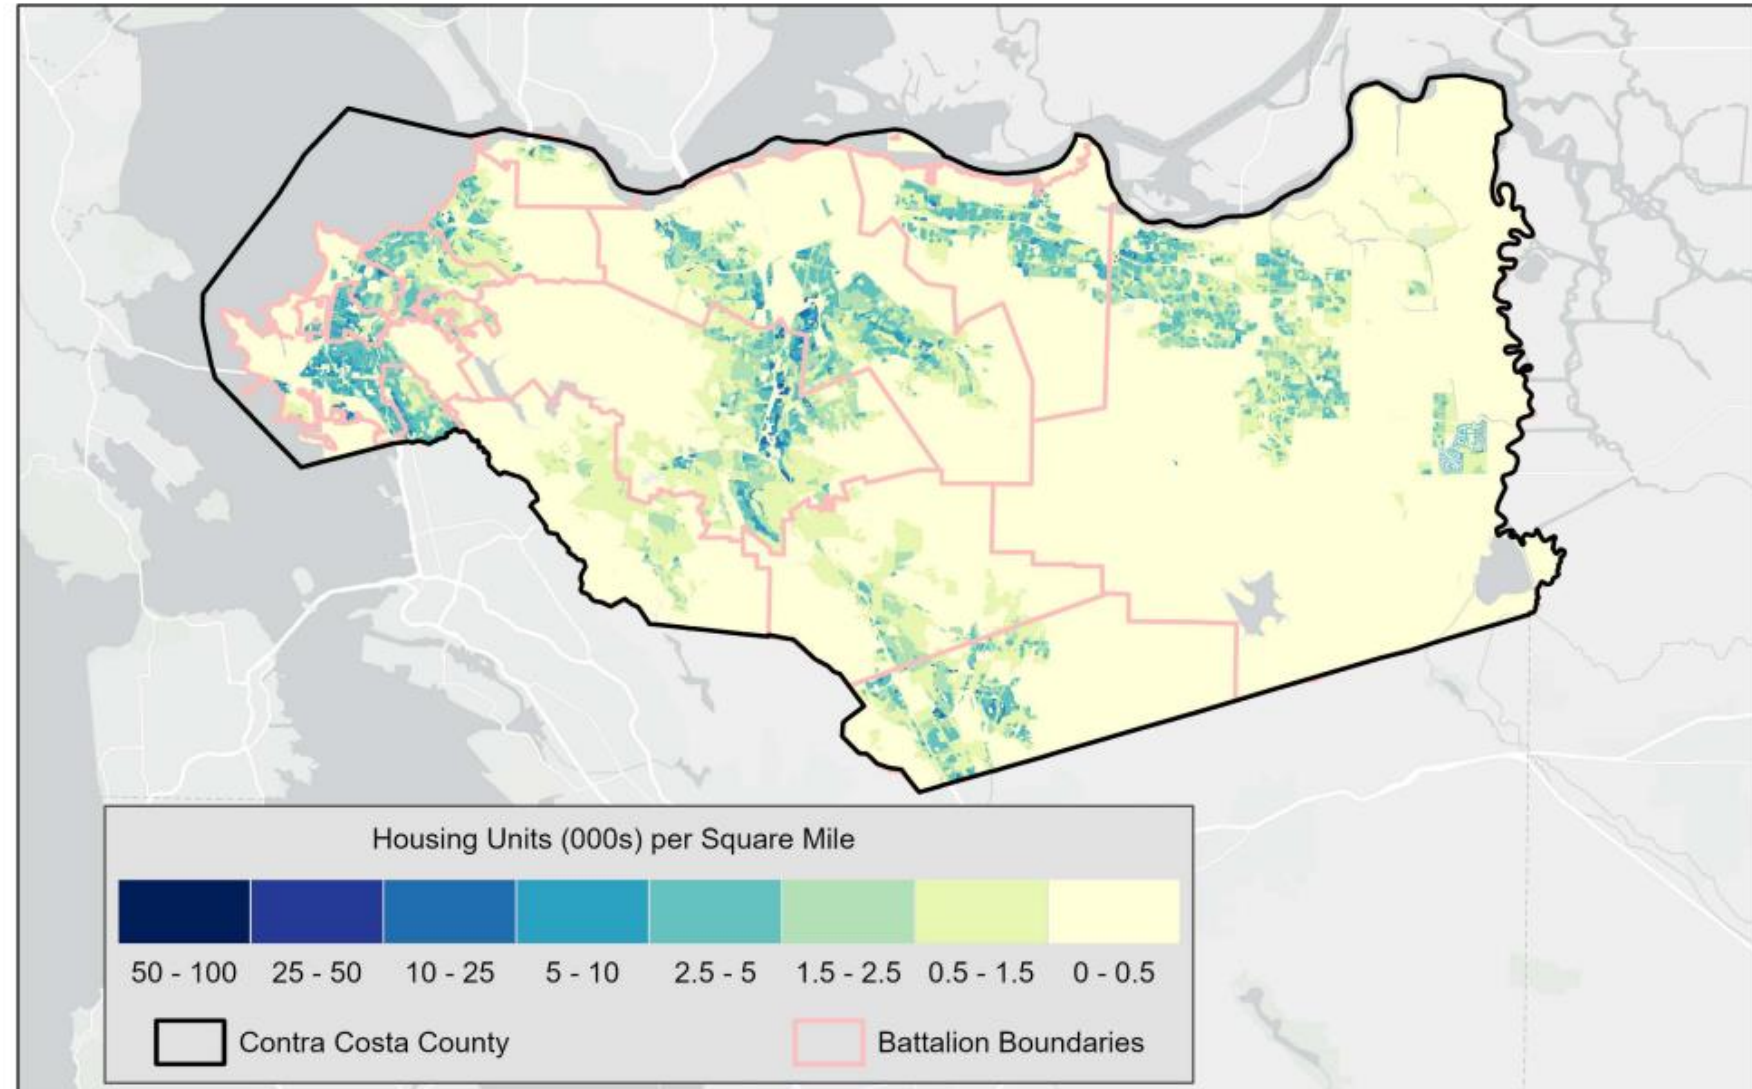 Housing Units (000s) per Square Mile
50 - 100 25 - 50 10 - 25 5 - 10 2.5 - 5 1.5 - 2.5 0.5 - 1.5 0 - 0.5
Contra Costa County Battalion Boundaries